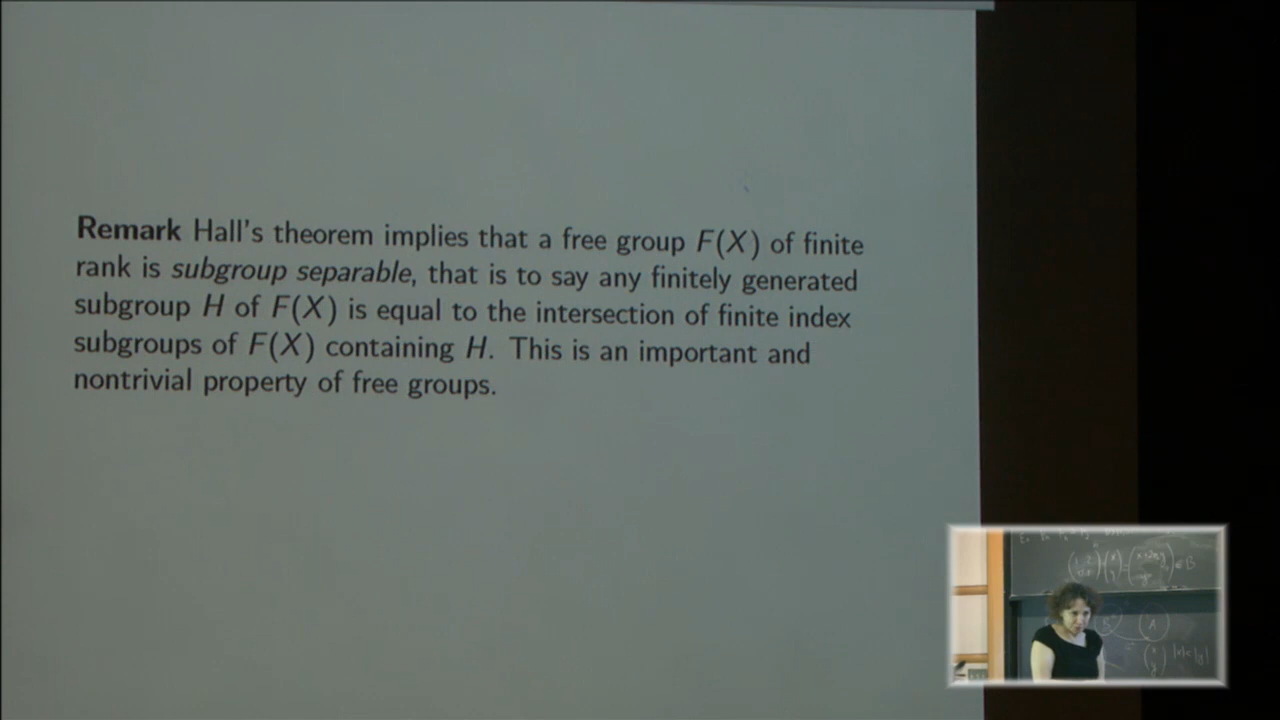 Remark Hall's theorem implies that a free group F(X) of finite
rank is subgroup separable, that is to say any finitely generated
subgroup H of F(X) is equal to the intersection of finite index
subgroups of F(X) containing H. This is an important and
nontrivial property of free groups.
|x|<|y|